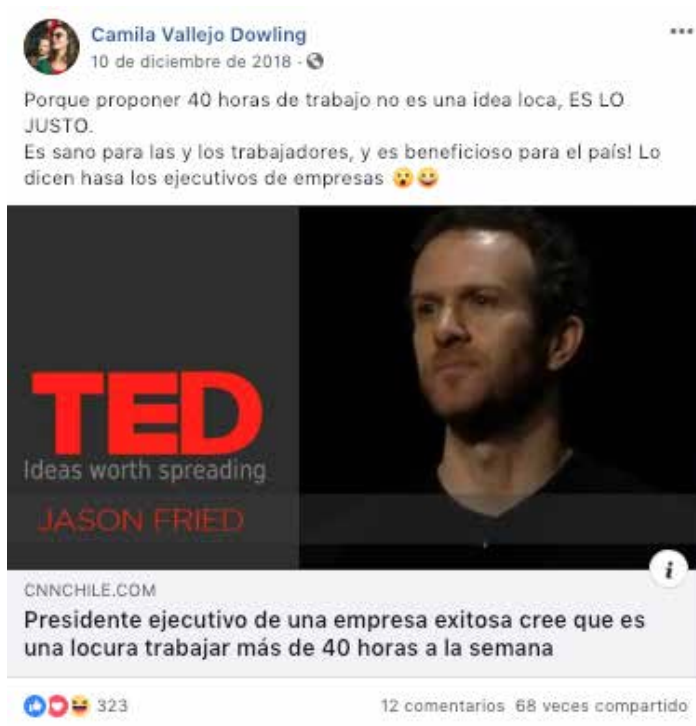 Camila Vallejo Dowling
10 de diciembre de 2018 ·
Porque proponer 40 horas de trabajo no es una idea loca, ES LO
JUSTO.
Es sano para las y los trabajadores, y es beneficioso para el país! Lo
dicen hasa los ejecutivos de empresas 😮😄
TED
Ideas worth spreading
JASON FRIED
i
CNNCHILE.COM
Presidente ejecutivo de una empresa exitosa cree que es
una locura trabajar más de 40 horas a la semana
323
12 comentarios 68 veces compartido